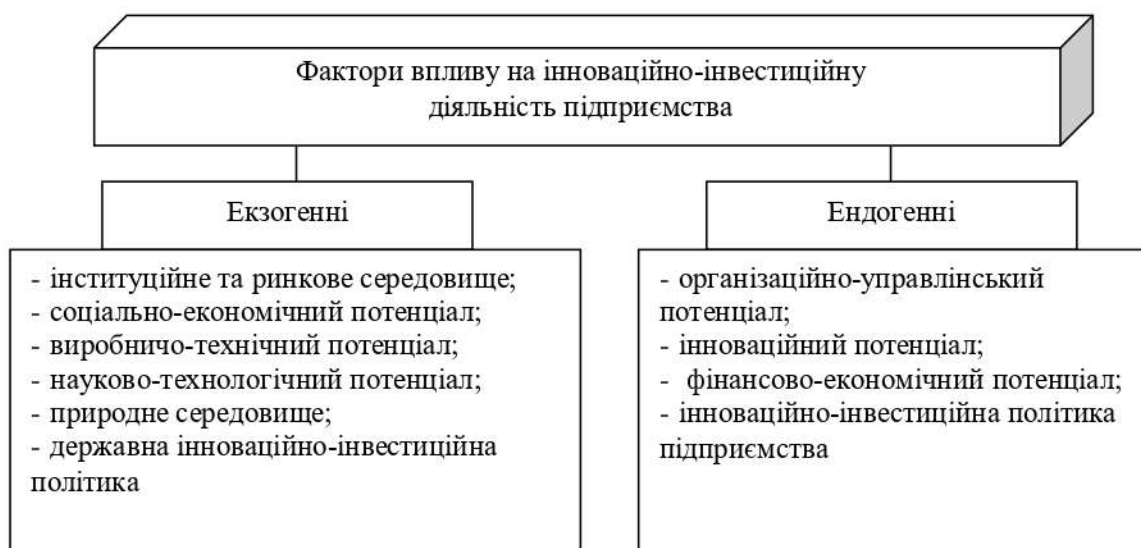 Фактори впливу на інноваційно-інвестиційну
діяльність підприємства
Екзогенні
- інституційне та ринкове середовище;
- соціально-економічний потенціал;
- виробничо-технічний потенціал;
- науково-технологічний потенціал;
- природне середовище;
- державна інноваційно-інвестиційна
політика
Ендогенні
- організаційно-управлінський
потенціал;
- інноваційний потенціал;
- фінансово-економічний потенціал;
- інноваційно-інвестиційна політика
підприємства